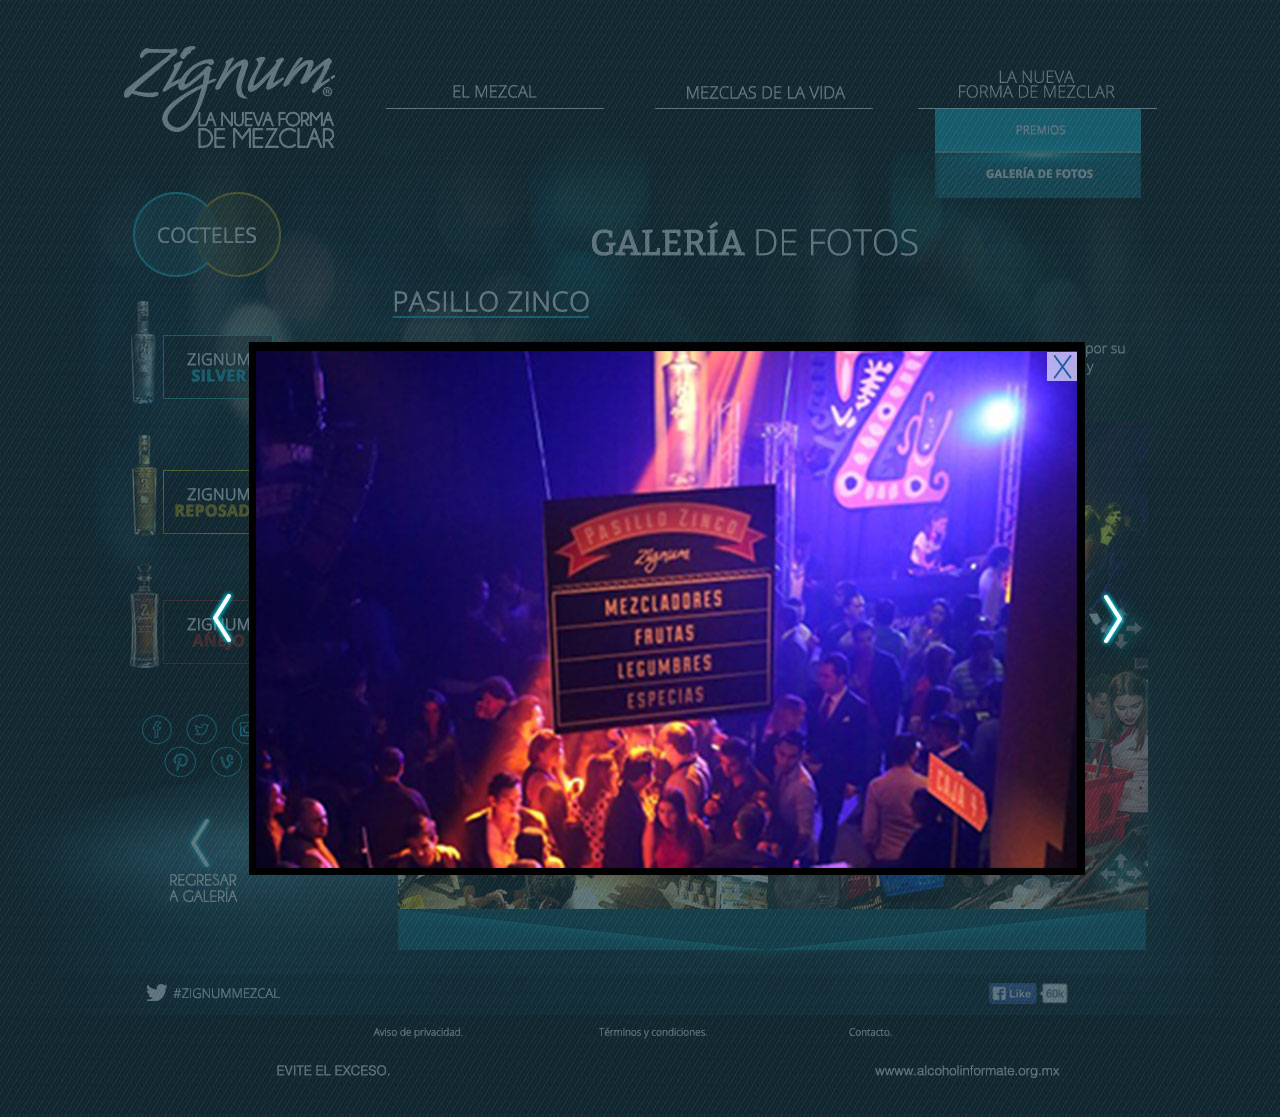 Zignum®
LA NUEVA FORMA
DE MEZCLAR
EL MEZCAL
MEZCLAS DE LA VIDA
LA NUEVA
FORMA DE MEZCLAR
PREMIOS
GALERÍA DE FOTOS
COCTELES
GALERÍA DE FOTOS
PASILLO ZINCO
por su
y
ZIGNUM
SILVER
ZIGNUM
REPOSAD
ZIGNUM
AÑEJO
X
Z
PASILLO ZINCO
Zignum
MEZCLADORES
FRUTAS
LEGUMBRES
ESPECIAS
CAJA 4
REGRESAR
A GALERÍA
#ZIGNUMMEZCAL
Like
60k
Aviso de privacidad.
Términos y condiciones.
Contacto.
EVITE EL EXCESO.
wwww.alcoholinformate.org.mx